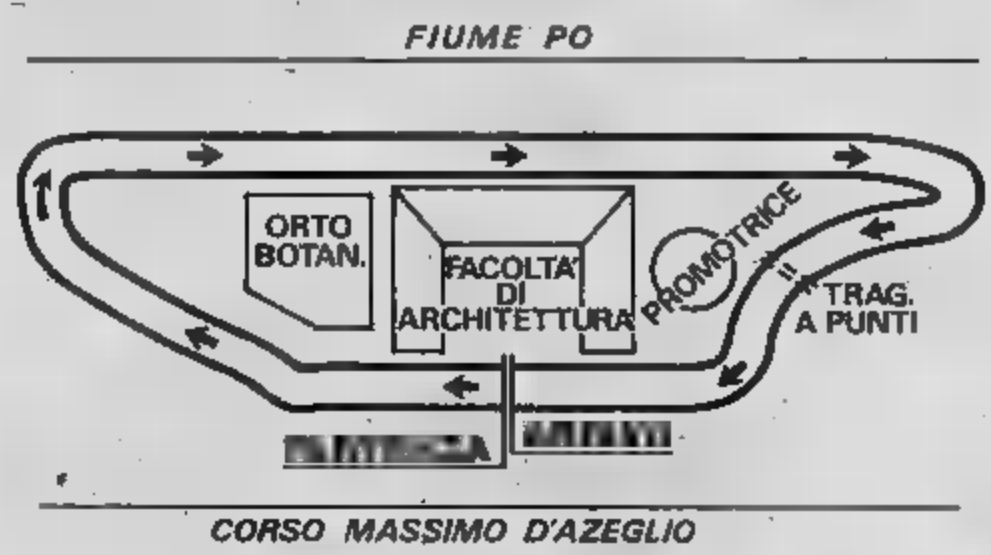 FIUME PO
ORTO
BOTAN.
FACOLTA'
DI
ARCHITETTURA
PROMOTRICE
TRAG.
A PUNTI
CORSO MASSIMO D'AZEGLIO